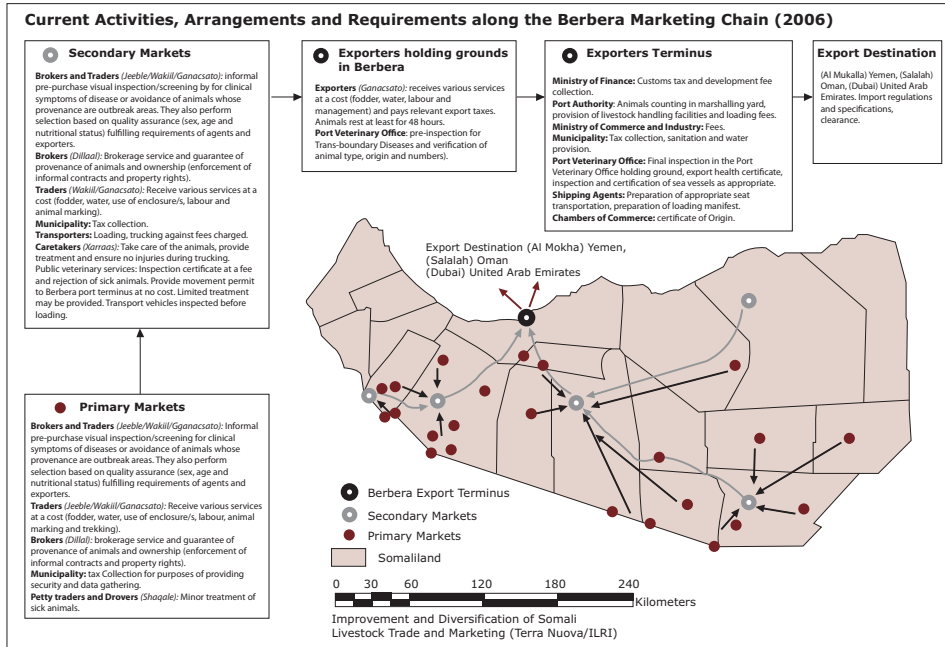 Current Activities, Arrangements and Requirements along the Berbera Marketing Chain (2006)
Secondary Markets
Brokers and Traders (Jeeble/Wakiil/Ganacsato): informal
pre-purchase visual inspection/screening by for clinical
symptoms of disease or avoidance of animals whose
provenance are outbreak areas. They also perform
selection based on quality assurance (sex, age and
nutritional status) fulfilling requirements of agents and
exporters.
Brokers (Dillaal): Brokerage service and guarantee of
provenance of animals and ownership (enforcement of
informal contracts and property rights).
Traders (Wakiil/Ganacsato): Receive various services at a
cost (fodder, water, use of enclosure/s, labour and
animal marking).
Municipality: Tax collection.
Transporters: Loading, trucking against fees charged.
Caretakers (Xarraas): Take care of the animals, provide
treatment and ensure no injuries during trucking.
Public veterinary services: Inspection certificate at a fee
and rejection of sick animals. Provide movement permit
to Berbera port terminus at no cost. Limited treatment
may be provided. Transport vehicles inspected before
loading.
Exporters holding grounds
in Berbera
Exporters (Ganacsato): receives various services
at a cost (fodder, water, labour and
management) and pays relevant export taxes.
Animals rest at least for 48 hours.
Port Veterinary Office: pre-inspection for
Trans-boundary Diseases and verification of
animal type, origin and numbers).
Exporters Terminus
Ministry of Finance: Customs tax and development fee
collection.
Port Authority: Animals counting in marshalling yard,
provision of livestock handling facilities and loading fees.
Ministry of Commerce and Industry: Fees.
Municipality: Tax collection, sanitation and water
provision.
Port Veterinary Office: Final inspection in the Port
Veterinary Office holding ground, export health certificate,
inspection and certification of sea vessels as appropriate.
Shipping Agents: Preparation of appropriate seat
transportation, preparation of loading manifest.
Chambers of Commerce: certificate of Origin.
Export Destination
(Al Mukalla) Yemen, (Salalah)
Oman, (Dubai) United Arab
Emirates. Import regulations
and specifications,
clearance.
Export Destination (Al Mokha) Yemen,
(Salalah) Oman
(Dubai) United Arab Emirates
Primary Markets
Brokers and Traders (Jeeble/Wakiil/Gganacsato): Informal
pre-purchase visual inspection/screening for clinical
symptoms of diseases or avoidance of animals whose
provenance are outbreak areas. They also perform
selection based on quality assurance (sex, age and
nutritional status) fulfilling requirements of agents and
exporters.
Traders (Jeeble/Wakiil/Ganacsato): Receive various services
at a cost (fodder, water, use of enclosure/s, labour, animal
marking and trekking).
Brokers (Dillal): brokerage service and guarantee of
provenance of animals and ownership (enforcement of
informal contracts and property rights).
Municipality: tax Collection for purposes of providing
security and data gathering.
Petty traders and Drovers (Shaqale): Minor treatment of
sick animals.
Berbera Export Terminus
Secondary Markets
Primary Markets
Somaliland
0 30 60 120 180 240
Kilometers
Improvement and Diversification of Somali
Livestock Trade and Marketing (Terra Nuova/ILRI)